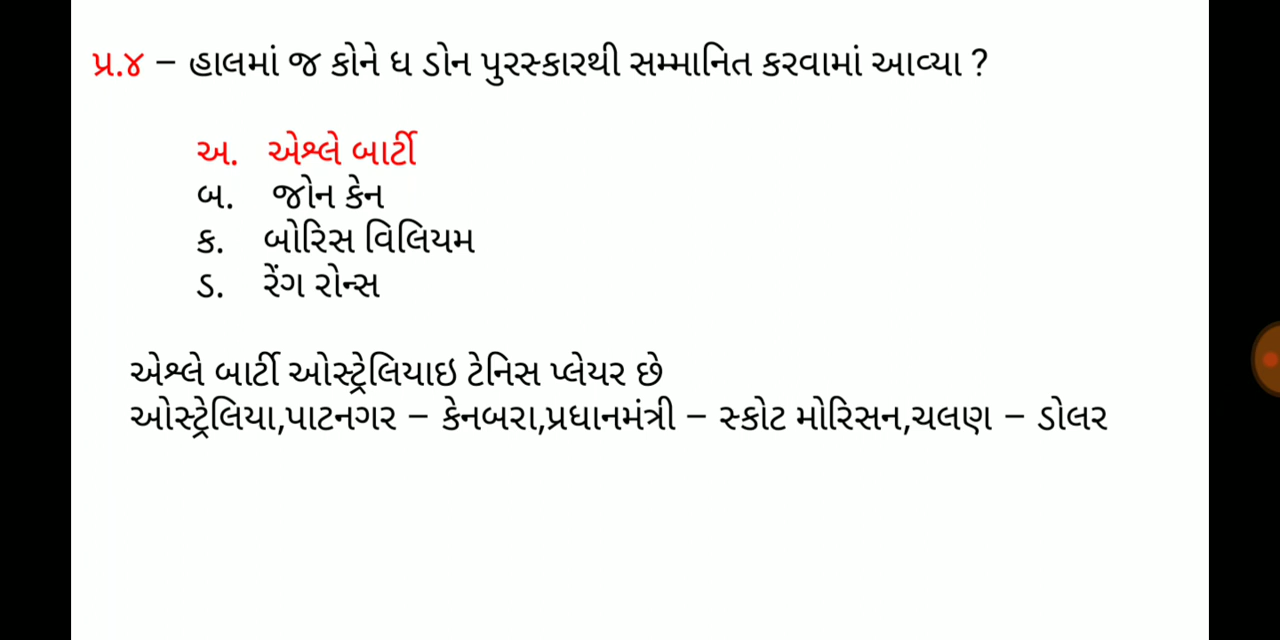 પ્ર.૪ – હાલમાં જ કોને ધ ડોન પુરસ્કારથી સમ્માનિત કરવામાં આવ્યા ?
અ. એશ્લે બાર્ટી
બ. જોન કેન
ક. બોરિસ વિલિયમ
ડ. રેંગ રોન્સ
એશ્લે બાર્ટી ઓસ્ટ્રેલિયાઇ ટેનિસ પ્લેયર છે
ઓસ્ટ્રેલિયા,પાટનગર – કેનબરા,પ્રધાનમંત્રી – સ્કોટ મોરિસન,ચલણ – ડોલર